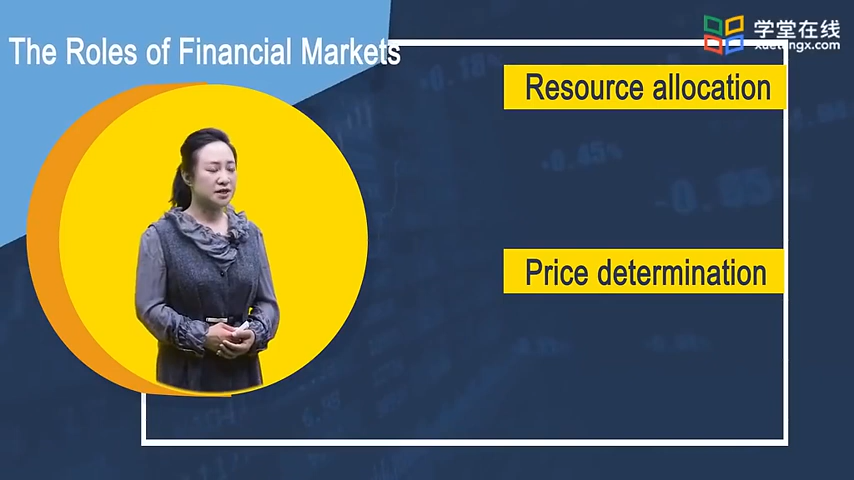 The Roles of Financial Markets
学堂在线
xuetangx.com
Resource allocation
Price determination